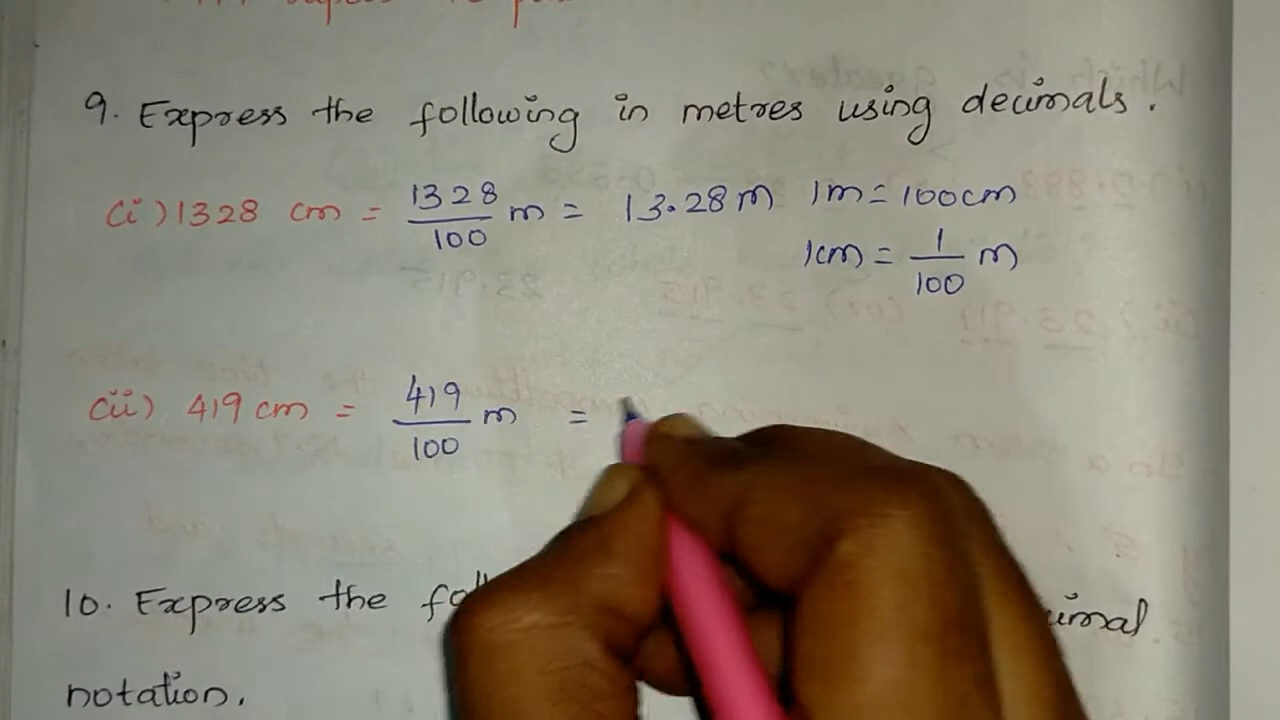 9. Express the following in metres using decimals.
(i) 1328 cm = 1328/100 m = 13.28 m 1m = 100cm
1cm = 1/100 m
(ii) 419 cm = 419/100 m =
10. Express the
notation.